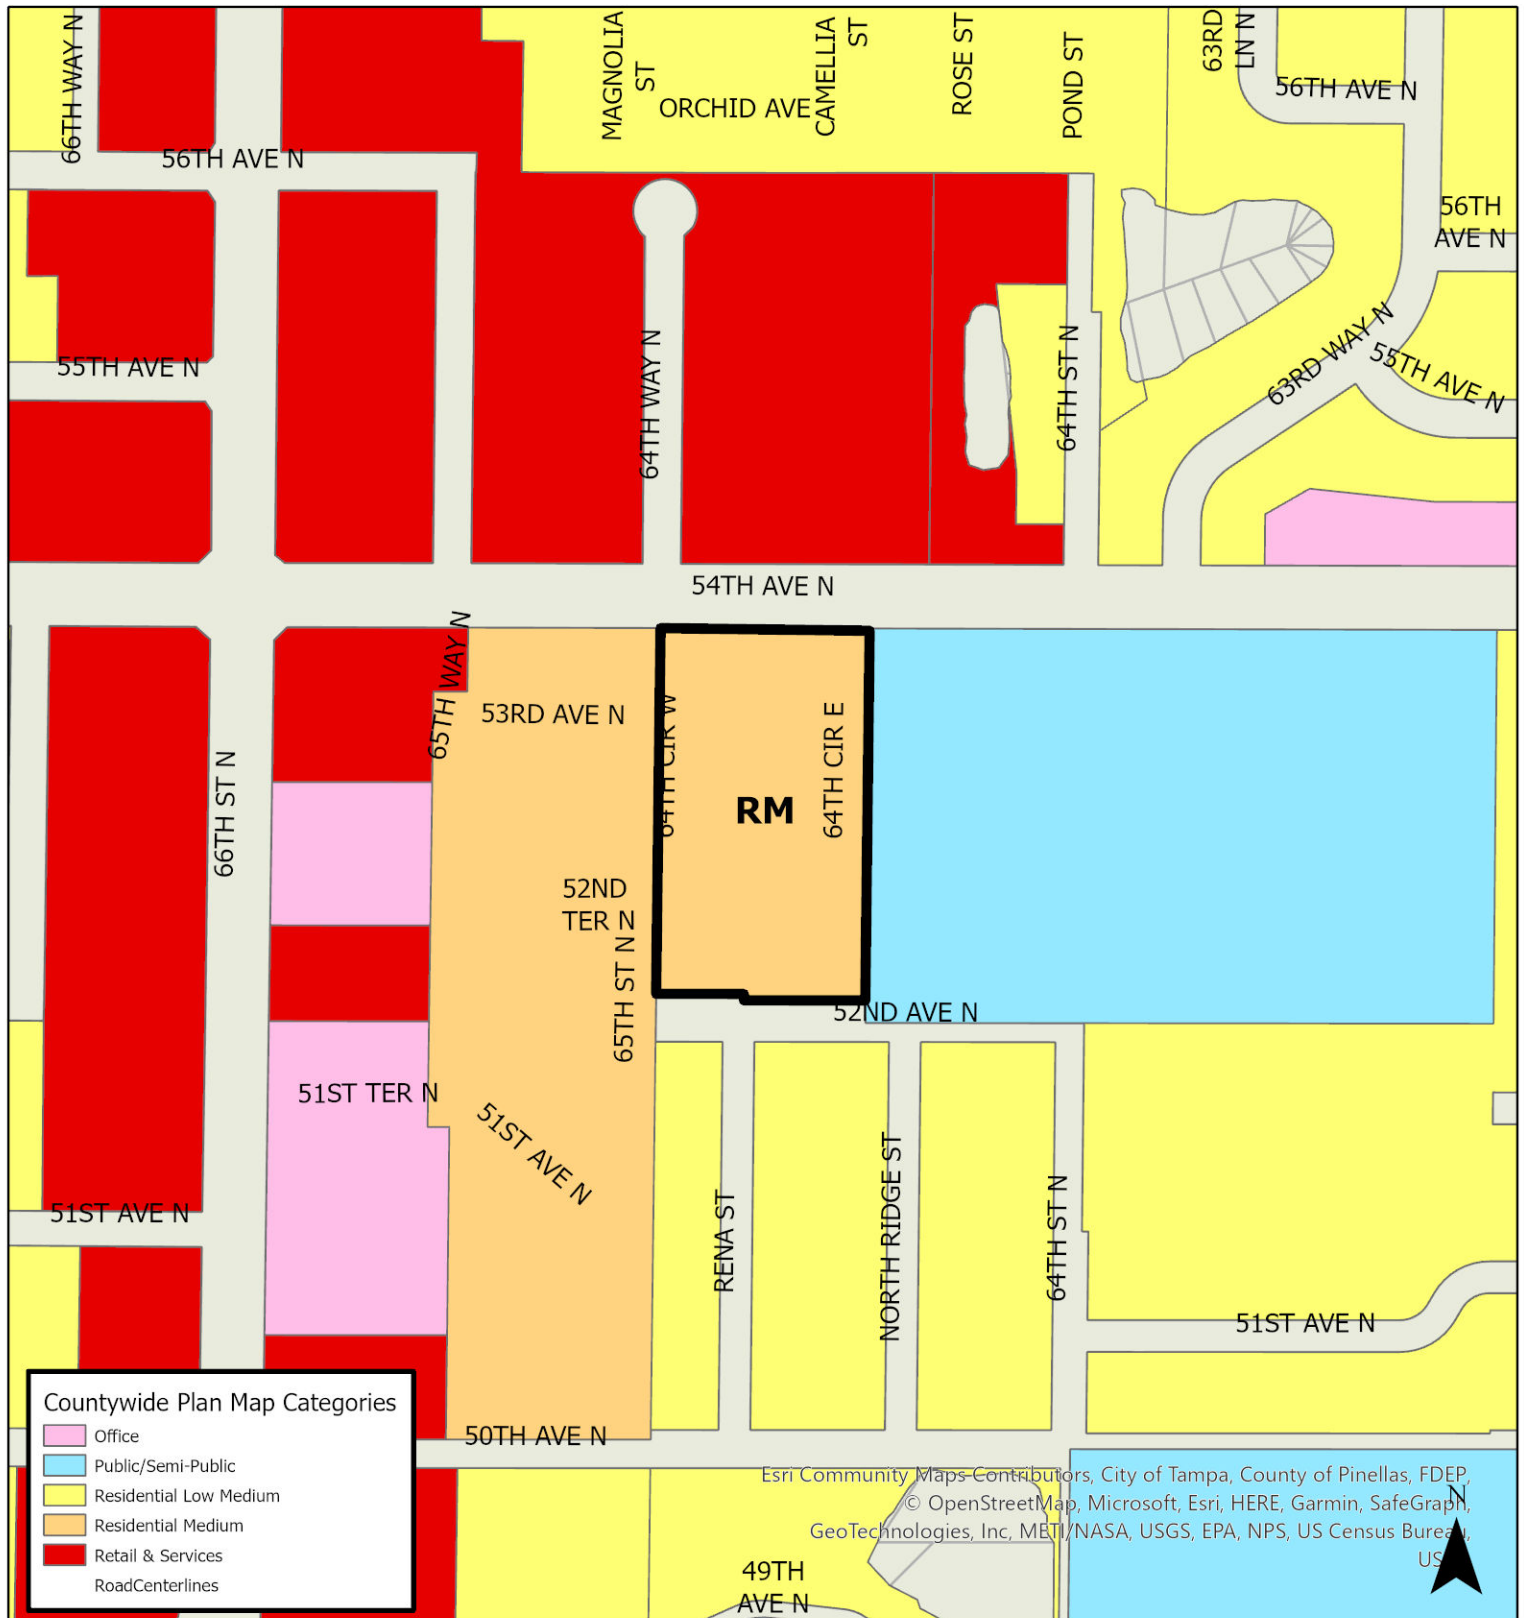 66TH WAY N
MAGNOLIA
ST
ORCHID AVE
CAMELLIA
ST
ROSE ST
POND ST
63RD
LN N
56TH AVE N
56TH AVE N
56TH
AVE N
55TH AVE N
64TH WAY N
64TH ST N
63RD WAY N
55TH AVE N
54TH AVE N
65TH WAY N
53RD AVE N
64TH CIR W
64TH CIR E
RM
66TH ST N
52ND
TER N
65TH ST N
52ND AVE N
51ST TER N
51ST AVE N
51ST AVE N
RENA ST
NORTH RIDGE ST
64TH ST N
51ST AVE N
50TH AVE N
Countywide Plan Map Categories
Office
Public/Semi-Public
Residential Low Medium
Residential Medium
Retail & Services
RoadCenterlines
49TH
AVE N
Esri Community Maps Contributors, City of Tampa, County of Pinellas, FDEP,
© OpenStreetMap, Microsoft, Esri, HERE, Garmin, SafeGraph,
GeoTechnologies, Inc, METI/NASA, USGS, EPA, NPS, US Census Bureau,
N